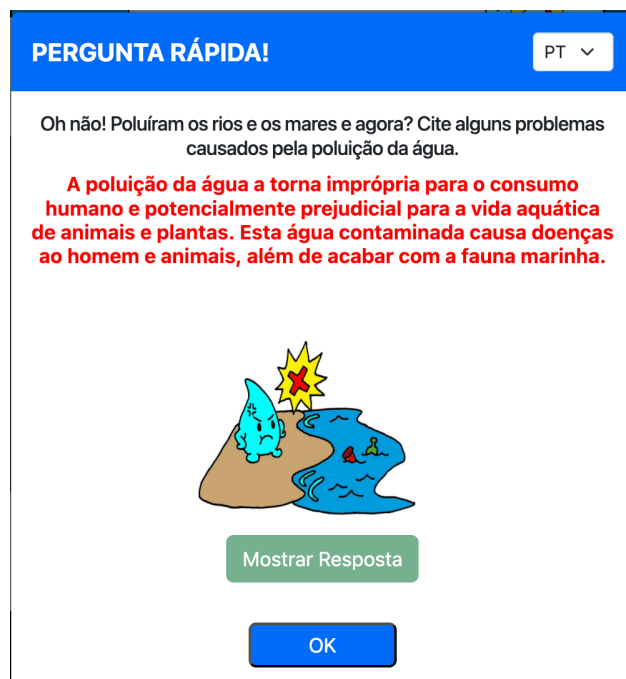 PERGUNTA RÁPIDA!
PT
Oh não! Poluíram os rios e os mares e agora? Cite alguns problemas
causados pela poluição da água.
A poluição da água a torna imprópria para o consumo
humano e potencialmente prejudicial para a vida aquática
de animais e plantas. Esta água contaminada causa doenças
ao homem e animais, além de acabar com a fauna marinha.
Mostrar Resposta
OK